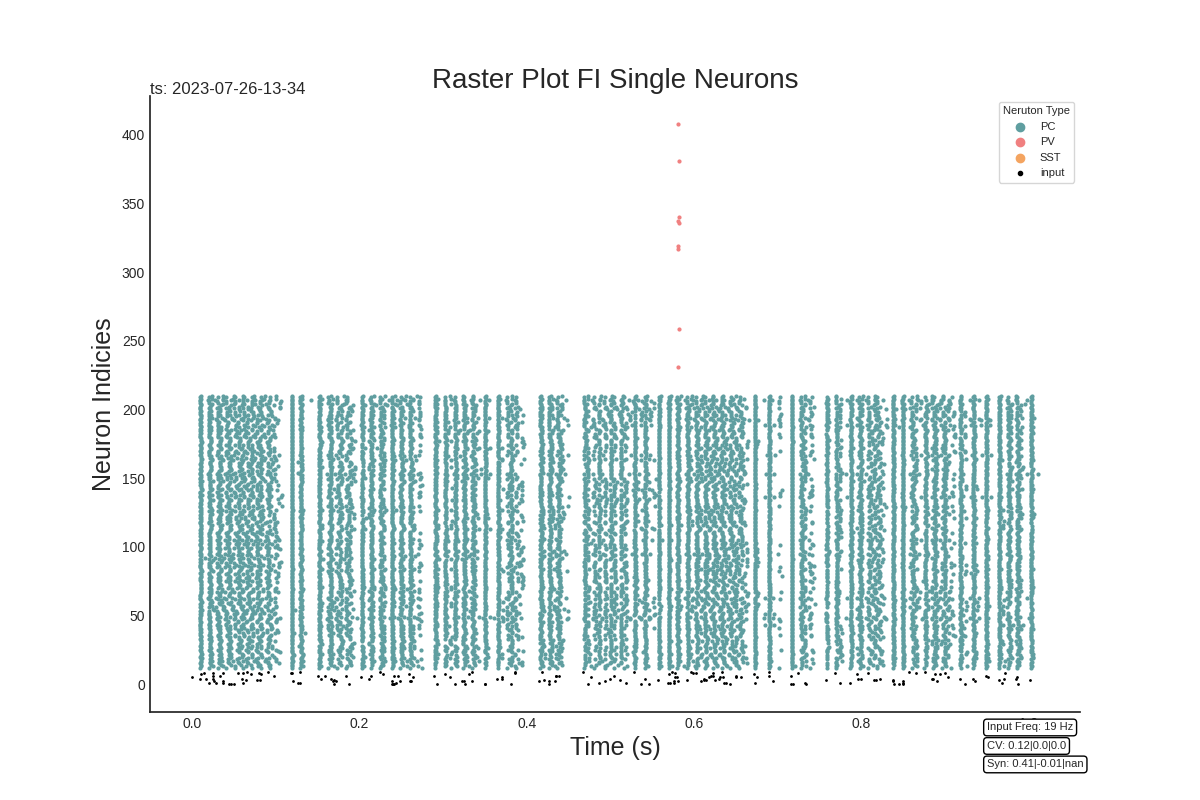 Raster Plot FI Single Neurons
ts: 2023-07-26-13-34
Neruton Type
PC
PV
SST
input
400
350
300
250
200
150
100
50
0
Neuron Indicies
0.0 0.2 0.4 0.6 0.8
Time (s)
Input Freq: 19 Hz
CV: 0.12|0.0|0.0
Syn: 0.41|-0.01|nan